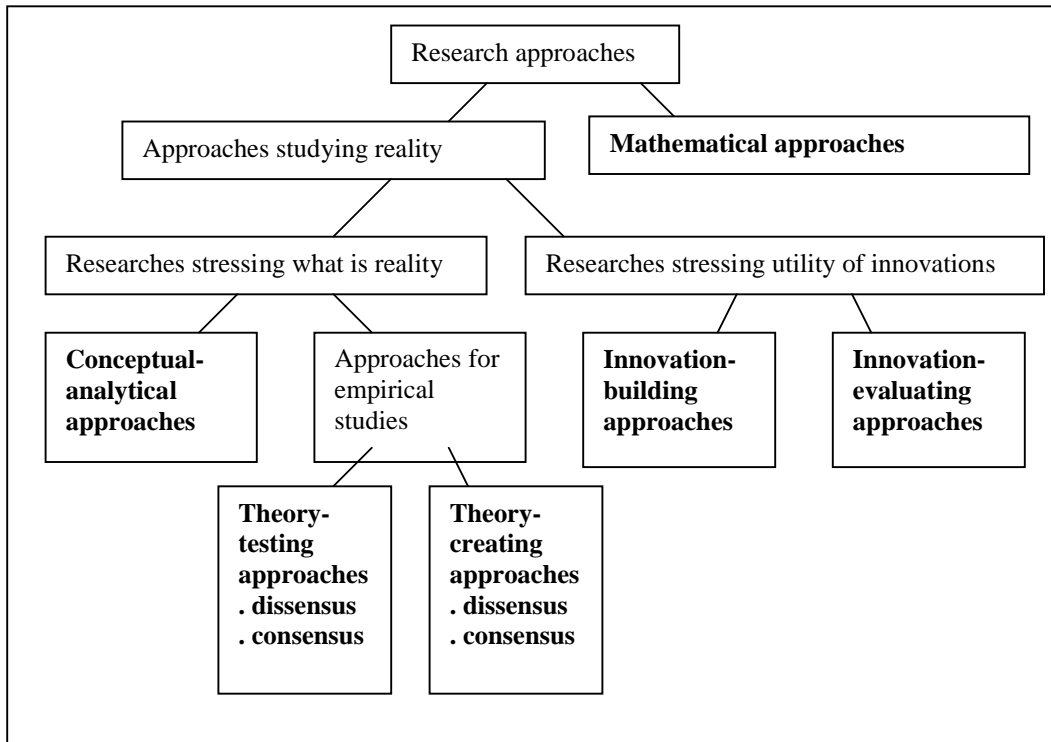 Research approaches
Approaches studying reality
Mathematical approaches
Researches stressing what is reality
Researches stressing utility of innovations
Conceptual-
analytical
approaches
Approaches for
empirical
studies
Innovation-
building
approaches
Innovation-
evaluating
approaches
Theory-
testing
approaches
. dissensus
. consensus
Theory-
creating
approaches
. dissensus
. consensus